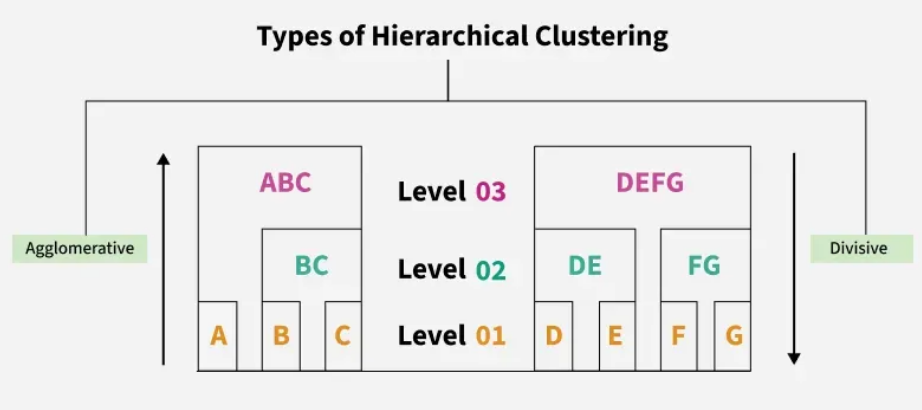 Types of Hierarchical Clustering
ABC
Level 03
DEFG
Agglomerative
Divisive
BC
Level 02
DE
FG
A
B
C
Level 01
D
E
F
G